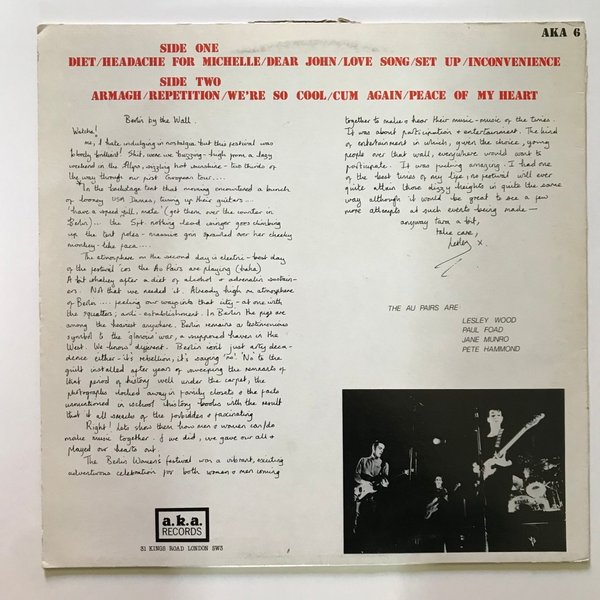 AKA 6
SIDE ONE
DIET/HEADACHE FOR MICHELLE/DEAR JOHN/LOVE SONG/SET UP/INCONVENIENCE
SIDE TWO
ARMAGH/REPETITION/WE'RE SO COOL/CUM AGAIN/PEACE OF MY HEART
Berlin by the Wall.
Wotcha!
me, I hate indulging in nostalgia but this festival was
'bloody brilliant'. Shit, were we buzzing - high from a lazy
weekend in the Alps, sizzling hot sunshine - two thirds of
the way through our first European tour....
In the backstage tent that morning encountered a bunch
of looney USA Dames, tuning up their guitars...
'have a speed pill, mate' (get them over the counter in
Berlin)... the 5pt. nothing lead singer goes climbing
up the tent poles - massive grin sprawled over her cheeky
monkey-like face....
The atmosphere on the second day is electric - best day
of the festival 'cos the Au Pairs are playing (haha)
A bit shakey after a diet of alcohol + adrenalin sustain-
ers. Not that we needed it. Already high on atmosphere
of Berlin.... feeling our way into that city - at one with
the squatters; anti-establishment. In Berlin the pigs are
among the heaviest anywhere. Berlin remains a testimonious
symbol to the 'glorious' war, a supposed haven in the
West. We know different. Berlin isn't just arty deca-
dence either - it's rebellion, it's saying 'No'. No to the
guilt installed after years of sweeping the remnants of
that period of history well under the carpet, the
photographs locked away in family closets + the facts
unmentioned in school history books with the result
that it all smacks of the forbidden + fascinating
Right! lets show them how men + women can/do
make music together. + we did, we gave our all +
played our hearts out.
The Berlin Women's festival was a vibrant, exciting
adventurous celebration for both women + men coming
together to make + hear their music - music of the times.
It was about participation + entertainment. The kind
of entertainment in which, given the choice, young
people over that wall, everywhere would want to
participate. It was fucking amazing. I had one
of the best times of my life, no festival will ever
quite attain those dizzy heights in quite the same
way although it would be great to see a few
more attempts at such events being made —
anyway tara a bit,
take care,
Lesley x.
THE AU PAIRS ARE
LESLEY WOOD
PAUL FOAD
JANE MUNRO
PETE HAMMOND
a.k.a.
RECORDS
31 KINGS ROAD LONDON SW3